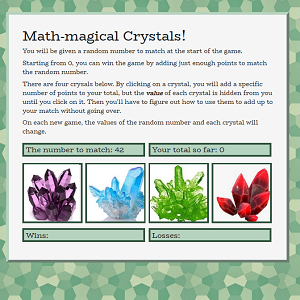 Math-magical Crystals!
You will be given a random number to match at the start of the game.
Starting from 0, you can win the game by adding just enough points to match
the random number.
There are four crysals below. By clicking on a crystal, you will add a specific
number of points to your total, but the value of each crystal is hidden from you
until you click on it. Then you'll have to figure out how to use them to add up to
your match without going over.
On each new game, the values of the random number and each crystal will
change.
The number to match: 42
Your total so far: 0
Wins:
Losses: